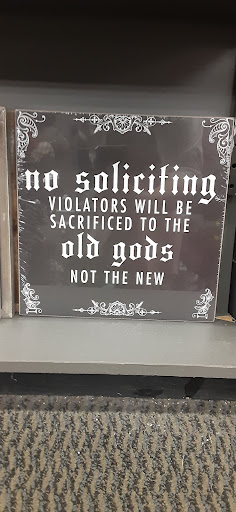 no soliciting
VIOLATORS WILL BE
SACRIFICED TO THE
old gods
NOT THE NEW